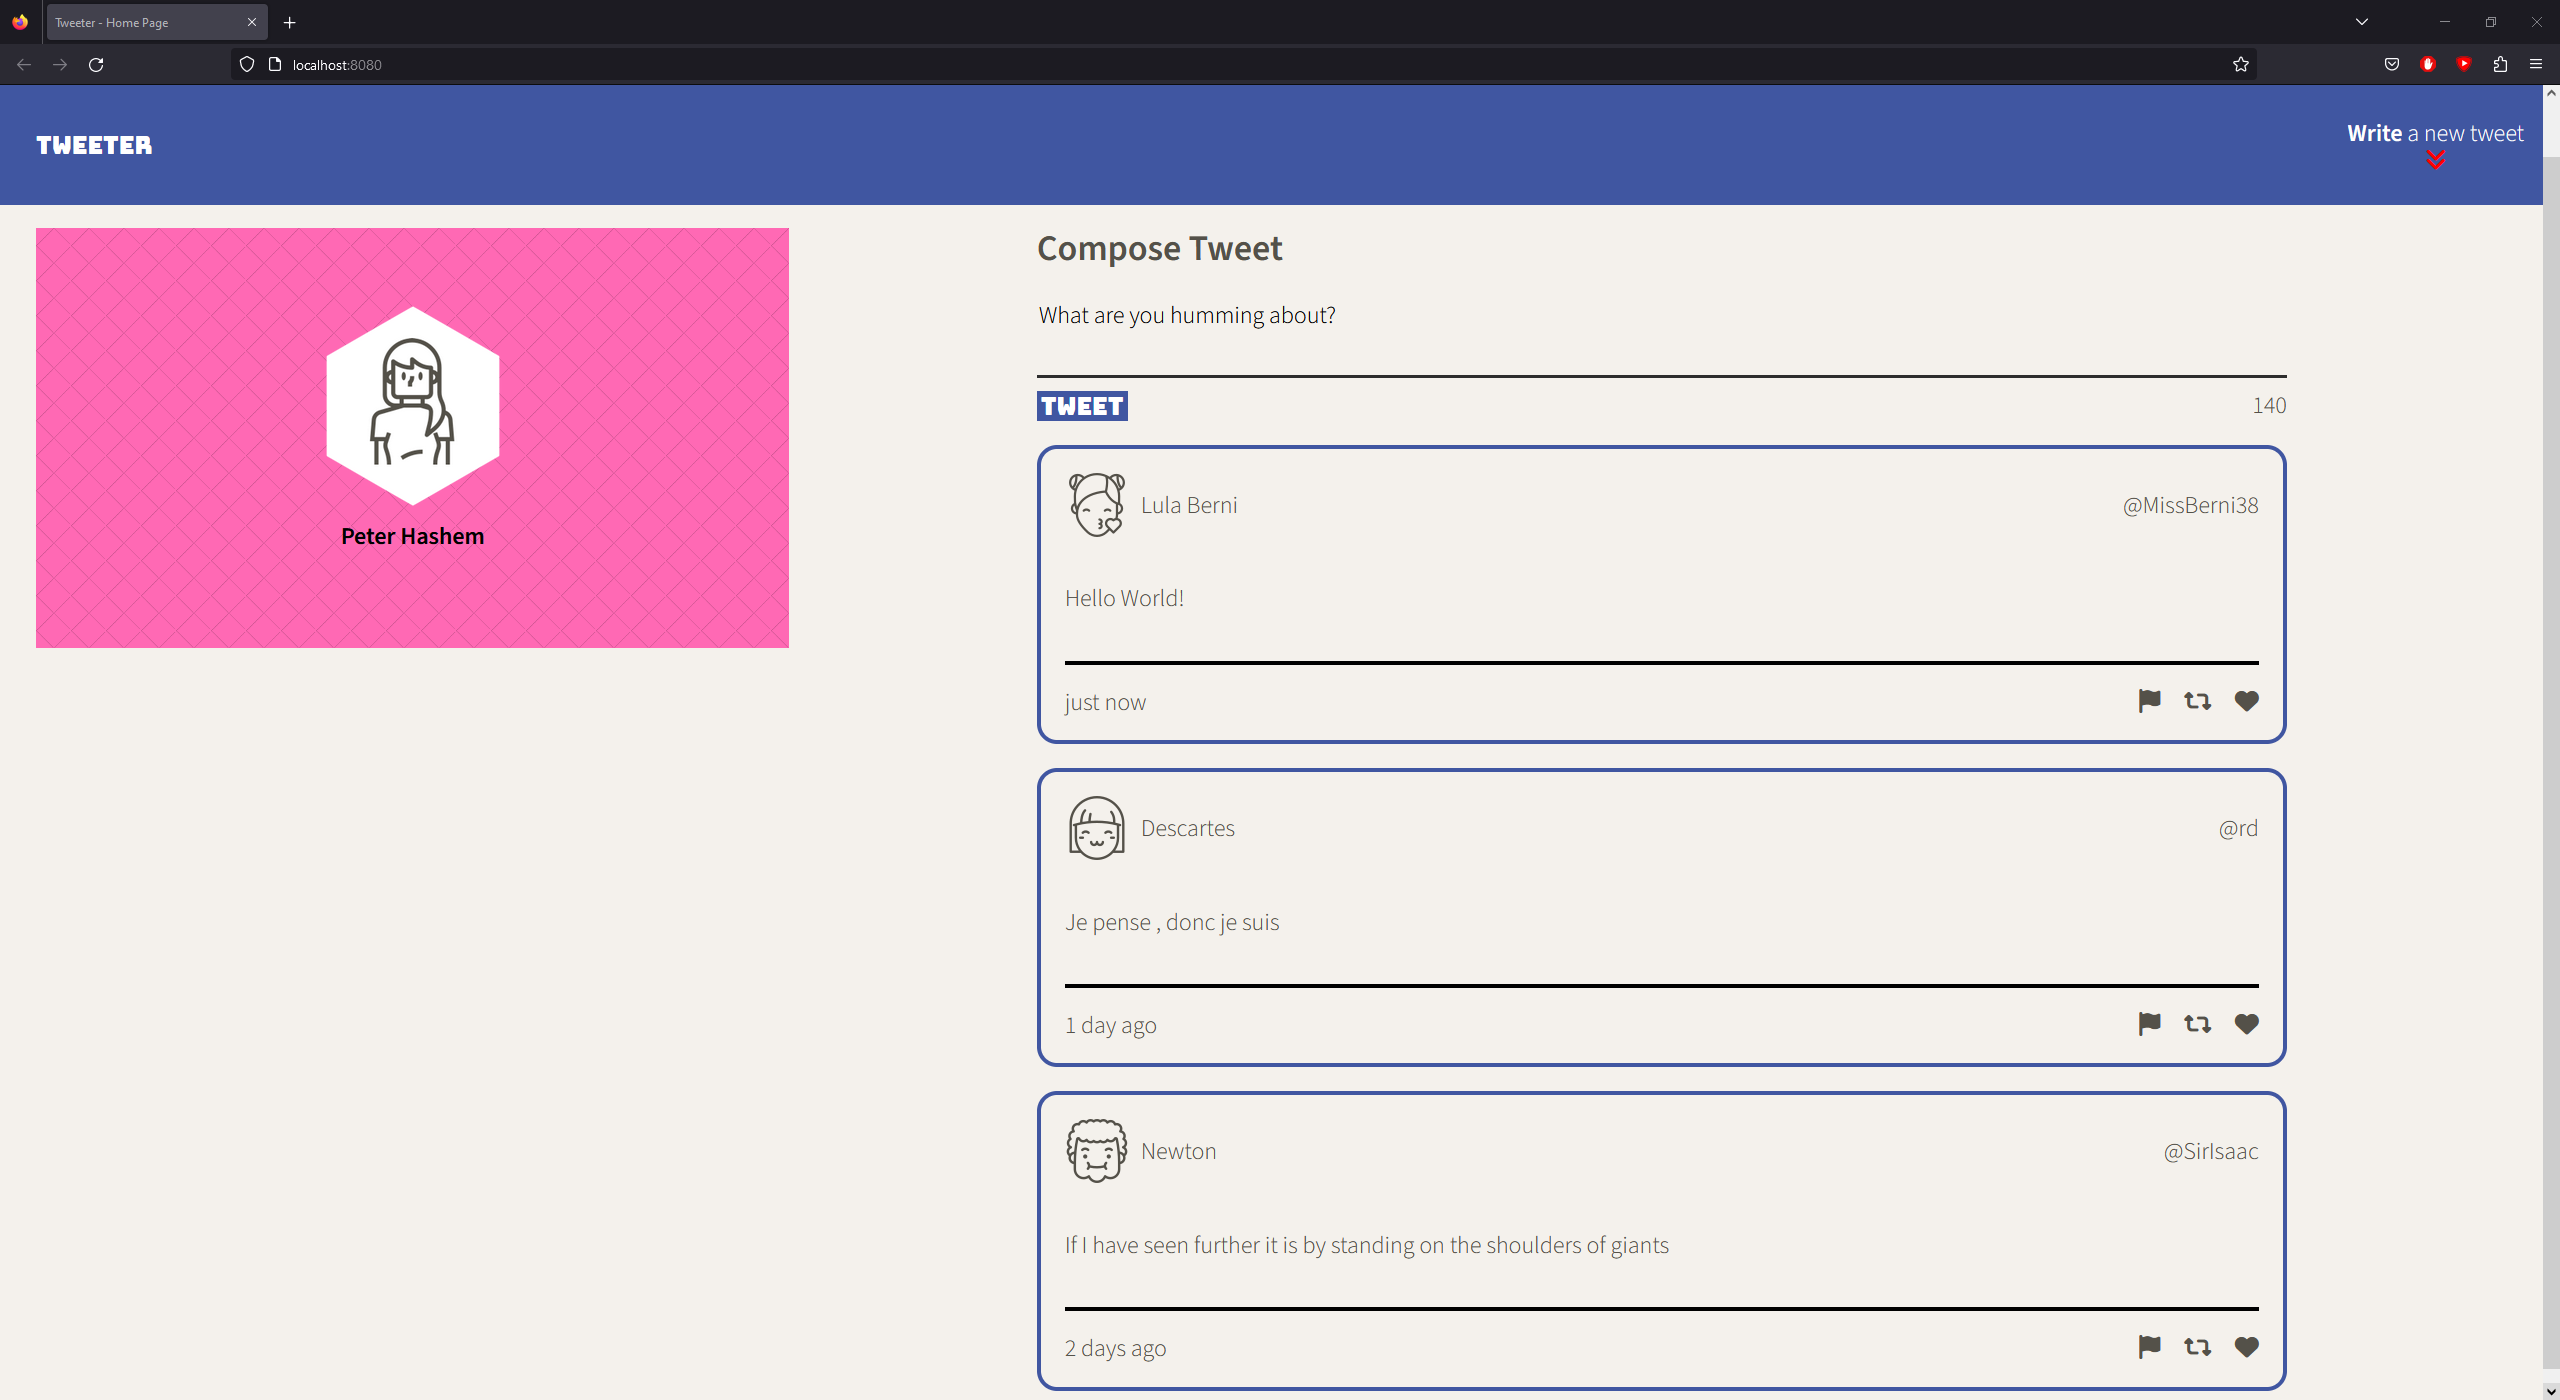 Tweeter - Home Page
localhost:8080
TWEETER
Write a new tweet
Peter Hashem
Compose Tweet
What are you humming about?
TWEET
140
Lula Berni
@MissBerni38
Hello World!
just now
Descartes
@rd
Je pense , donc je suis
1 day ago
Newton
@SirIsaac
If I have seen further it is by standing on the shoulders of giants
2 days ago